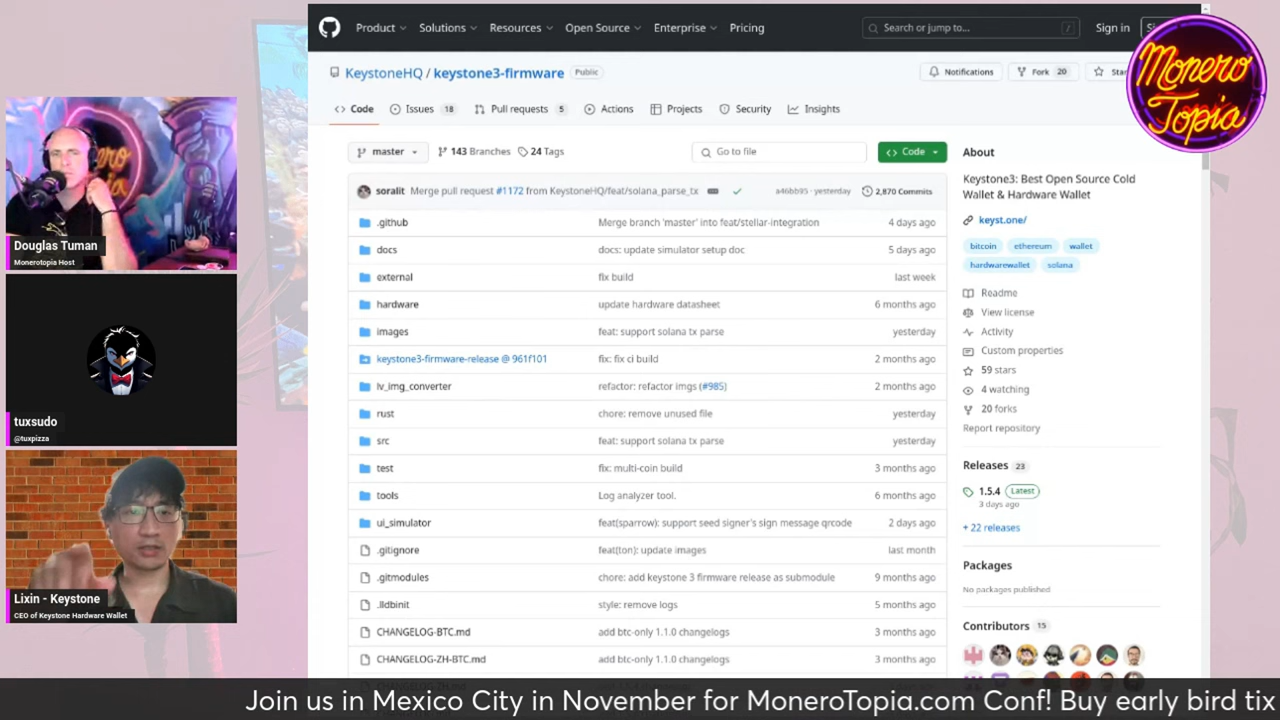 Product
Solutions
Resources
Open Source
Enterprise
Pricing
Search or jump to...
/
Sign in
Monero
Topia
KeystoneHQ / keystone3-firmware
Public
Notifications
Fork 20
Code
Issues 18
Pull requests 5
Actions
Projects
Security
Insights
master
143 Branches
24 Tags
Go to file
Code
soralit
Merge pull request #1172 from KeystoneHQ/feat/solana_parse_tx
a46bb95 · yesterday
2,870 Commits
.github Merge branch 'master' into feat/stellar-integration 4 days ago
docs docs: update simulator setup doc 5 days ago
external fix build last week
hardware update hardware datasheet 6 months ago
images feat: support solana tx parse yesterday
keystone3-firmware-release @ 961f101 fix: fix ci build 2 months ago
lv_img_converter refactor: refactor imgs (#985) 2 months ago
rust chore: remove unused file yesterday
src feat: support solana tx parse yesterday
test fix: multi-coin build 3 months ago
tools Log analyzer tool. 6 months ago
ui_simulator feat(sparrow): support seed signer's sign message qrcode 2 days ago
.gitignore feat(ton): update images last month
.gitmodules chore: add keystone 3 firmware release as submodule 9 months ago
.lldbinit style: remove logs 5 months ago
CHANGELOG-BTC.md add btc-only 1.1.0 changelogs 3 months ago
CHANGELOG-ZH-BTC.md add btc-only 1.1.0 changelogs 3 months ago
About
Keystone3: Best Open Source Cold
Wallet & Hardware Wallet
keyst.one/
bitcoin ethereum wallet
hardwarewallet solana
Readme
View license
Activity
Custom properties
59 stars
4 watching
20 forks
Report repository
Releases 23
1.5.4 Latest
3 days ago
+ 22 releases
Packages
No packages published
Contributors 15
Douglas Tuman
Monerotopia Host
tuxsudo
@tuxpizza
Lixin - Keystone
CEO of Keystone Hardware Wallet
Join us in Mexico City in November for MoneroTopia.com Conf! Buy early bird tix